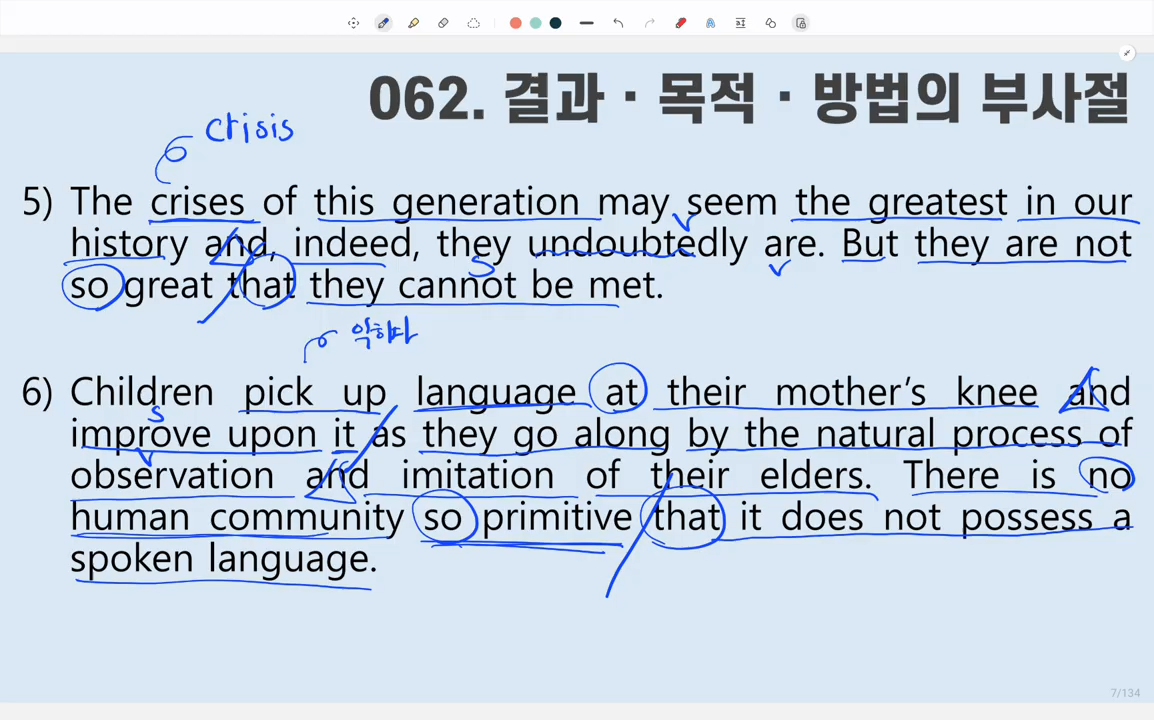 062. 결과 · 목적 · 방법의 부사절
crisis
5) The crises of this generation may seem the greatest in our
history and, indeed, they undoubtedly are. But they are not
so great that they cannot be met.
6) Children pick up language at their mother's knee and
improve upon it as they go along by the natural process of
observation and imitation of their elders. There is no
human community so primitive that it does not possess a
spoken language.
7/134